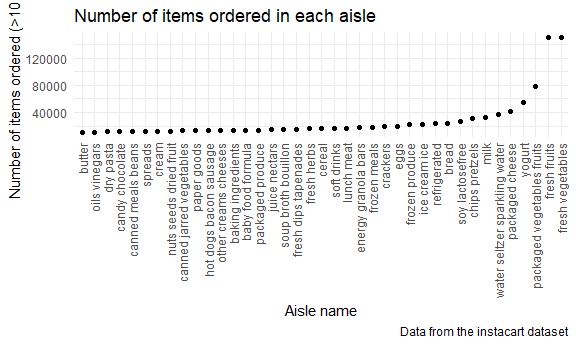 Number of items ordered in each aisle
Number of items ordered (>10
120000
80000
40000
butter
oils vinegars
dry pasta
candy chocolate
canned meals beans
spreads
cream
nuts seeds dried fruit
canned jarred vegetables
paper goods
hot dogs bacon sausage
other creams cheeses
baking ingredients
baby food formula
packaged produce
juice nectars
soup broth bouillon
fresh dips tapenades
fresh herbs
cereal
soft drinks
lunch meat
energy granola bars
frozen meals
crackers
eggs
frozen produce
ice cream ice
refrigerated
bread
soy lactosefree
chips pretzels
milk
water seltzer sparkling water
packaged cheese
yogurt
packaged vegetables fruits
fresh fruits
fresh vegetables
Aisle name
Data from the instacart dataset